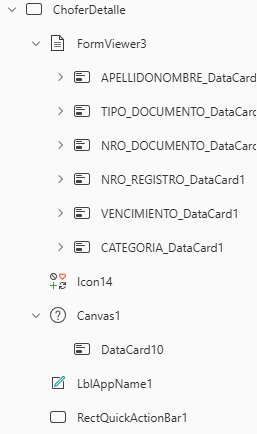 ChoferDetalle
FormViewer3
APELLIDONOMBRE_DataCard
TIPO_DOCUMENTO_DataCard
NRO_DOCUMENTO_DataCard
NRO_REGISTRO_DataCard1
VENCIMIENTO_DataCard1
CATEGORIA_DataCard1
Icon14
Canvas1
DataCard10
LblAppName1
RectQuickActionBar1